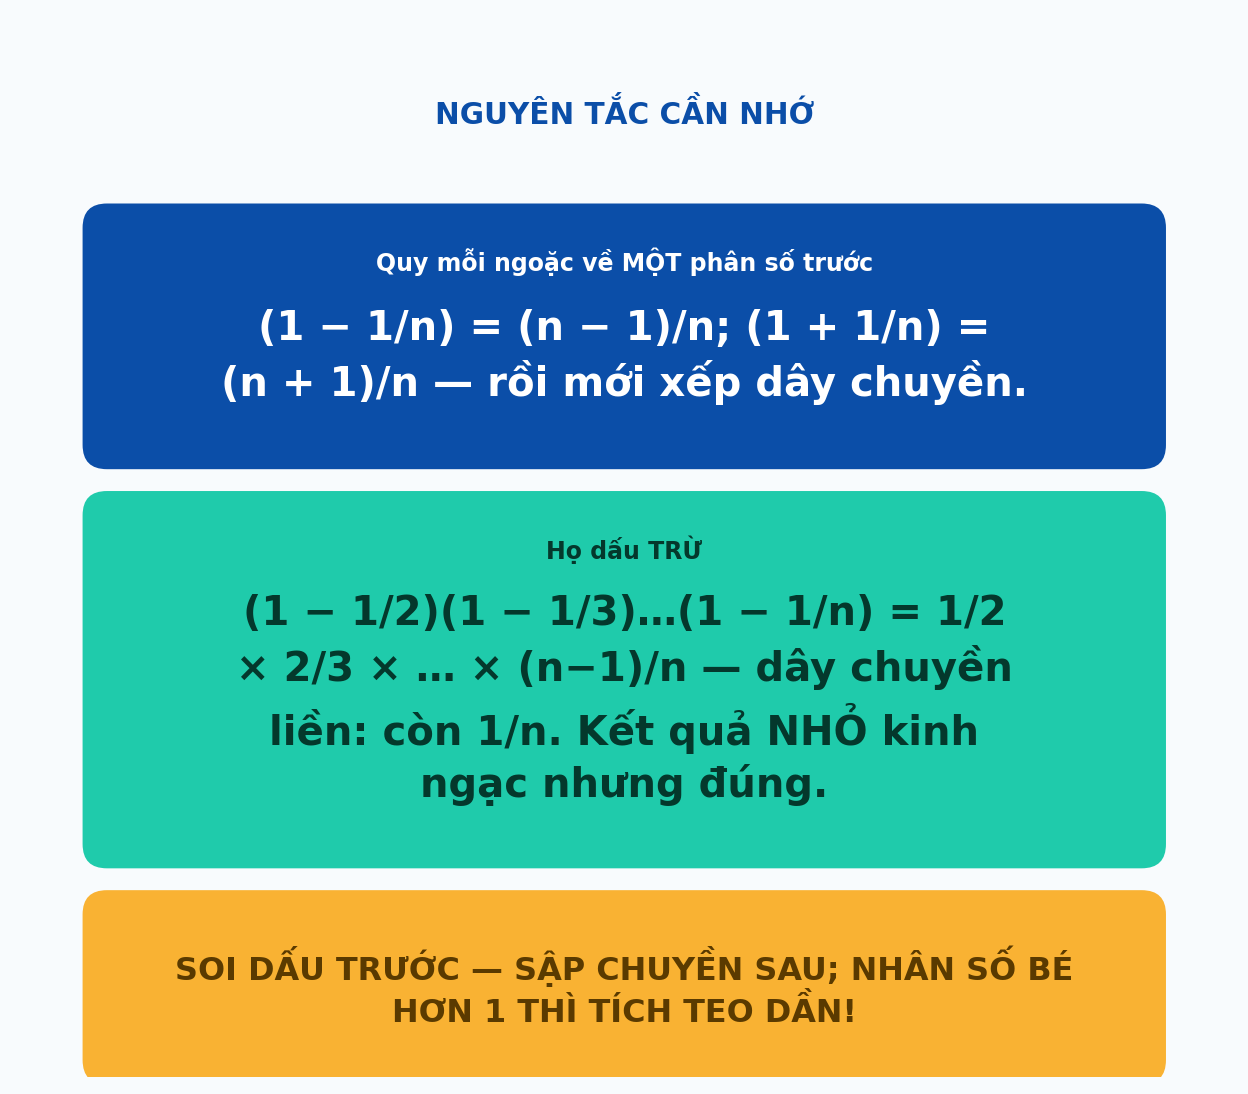 NGUYÊN TẮC CẦN NHỚ
Quy mỗi ngoặc về MỘT phân số trước
(1 − 1/n) = (n − 1)/n; (1 + 1/n) =
(n + 1)/n — rồi mới xếp dây chuyền.
Họ dấu TRỪ
(1 − 1/2)(1 − 1/3)…(1 − 1/n) = 1/2
× 2/3 × … × (n−1)/n — dây chuyền
liền: còn 1/n. Kết quả NHỎ kinh
ngạc nhưng đúng.
SOI DẤU TRƯỚC — SẬP CHUYỀN SAU; NHÂN SỐ BÉ
HƠN 1 THÌ TÍCH TEO DẦN!